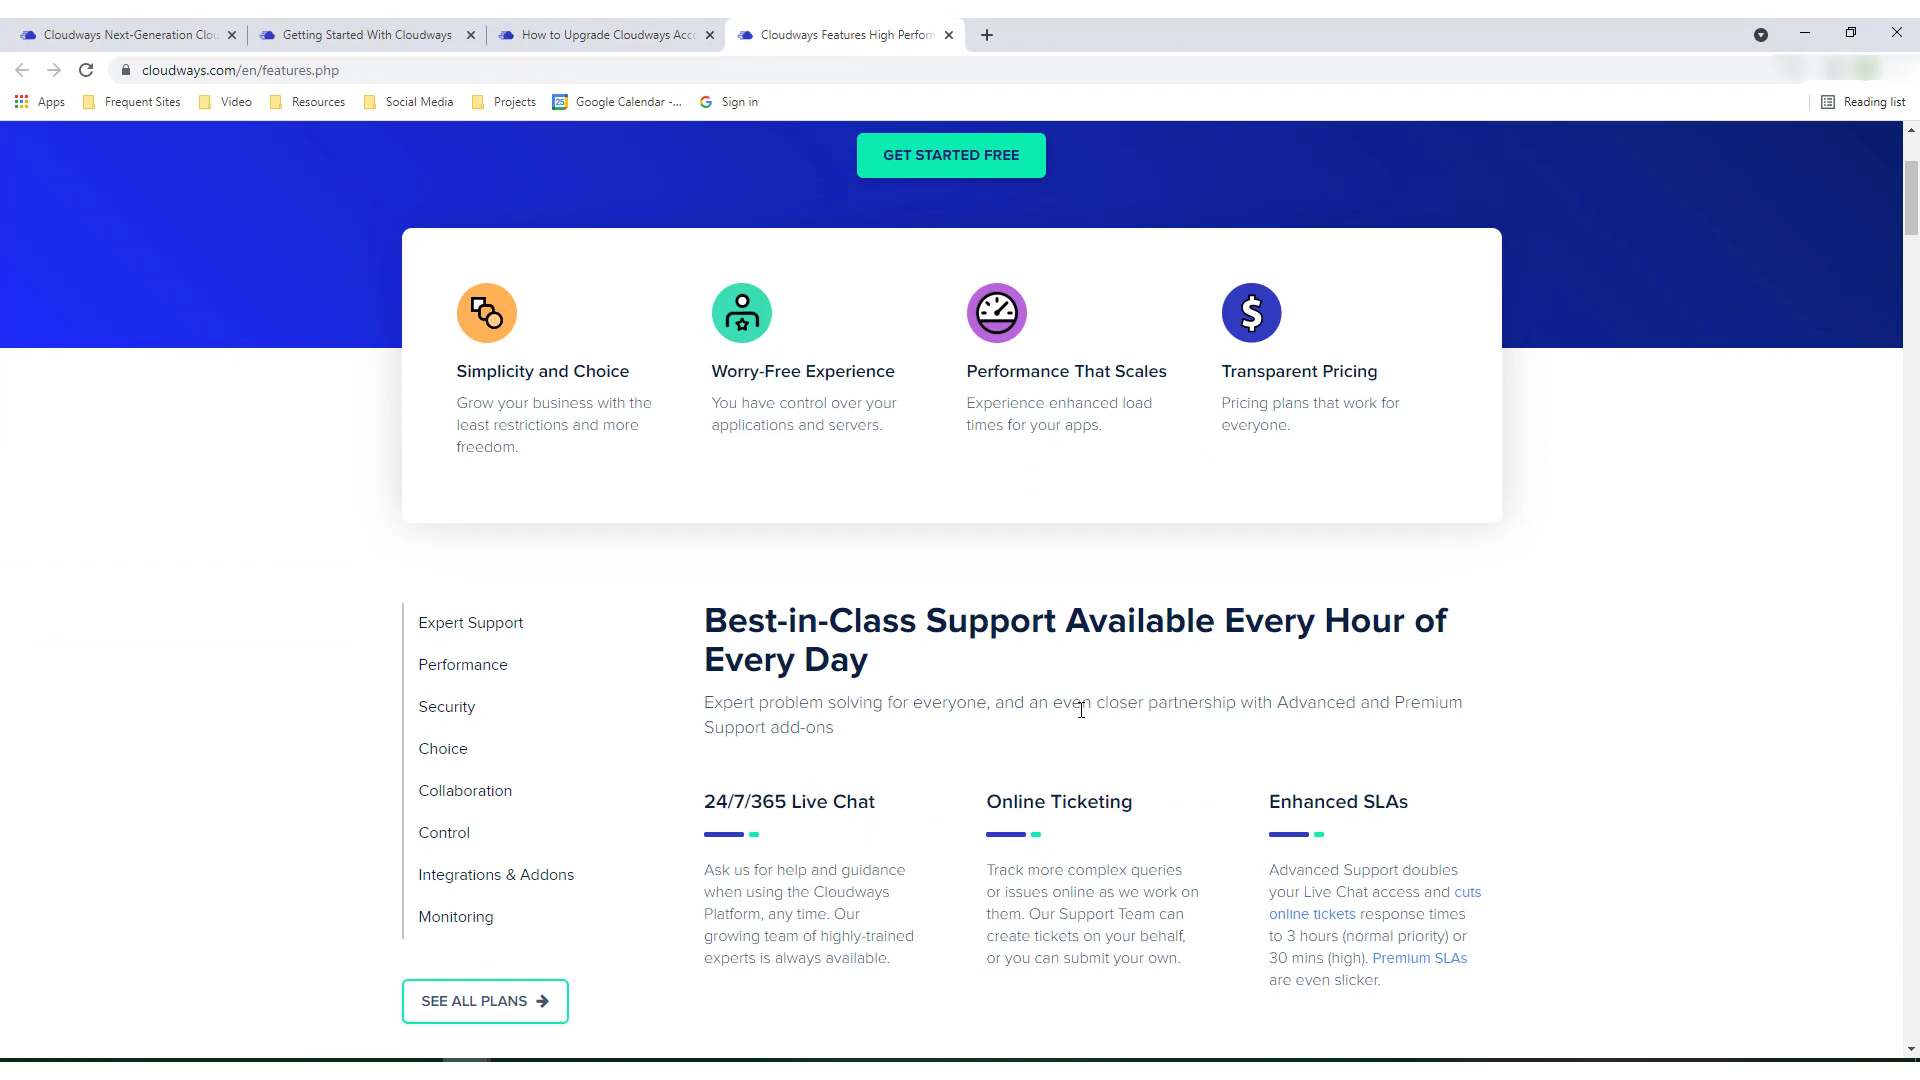 Cloudways Next-Generation Clou
Getting Started With Cloudways
How to Upgrade Cloudways Acco
Cloudways Features High Perform
cloudways.com/en/features.php
Apps
Frequent Sites
Video
Resources
Social Media
Projects
25
Google Calendar -...
Sign in
Reading list
GET STARTED FREE
Simplicity and Choice
Grow your business with the
least restrictions and more
freedom.
Worry-Free Experience
You have control over your
applications and servers.
Performance That Scales
Experience enhanced load
times for your apps.
$
Transparent Pricing
Pricing plans that work for
everyone.
Expert Support
Performance
Security
Choice
Collaboration
Control
Integrations & Addons
Monitoring
SEE ALL PLANS
Best-in-Class Support Available Every Hour of
Every Day
Expert problem solving for everyone, and an even closer partnership with Advanced and Premium
Support add-ons
24/7/365 Live Chat
Ask us for help and guidance
when using the Cloudways
Platform, any time. Our
growing team of highly-trained
experts is always available.
Online Ticketing
Track more complex queries
or issues online as we work on
them. Our Support Team can
create tickets on your behalf,
or you can submit your own.
Enhanced SLAs
Advanced Support doubles
your Live Chat access and cuts
online tickets response times
to 3 hours (normal priority) or
30 mins (high). Premium SLAs
are even slicker.